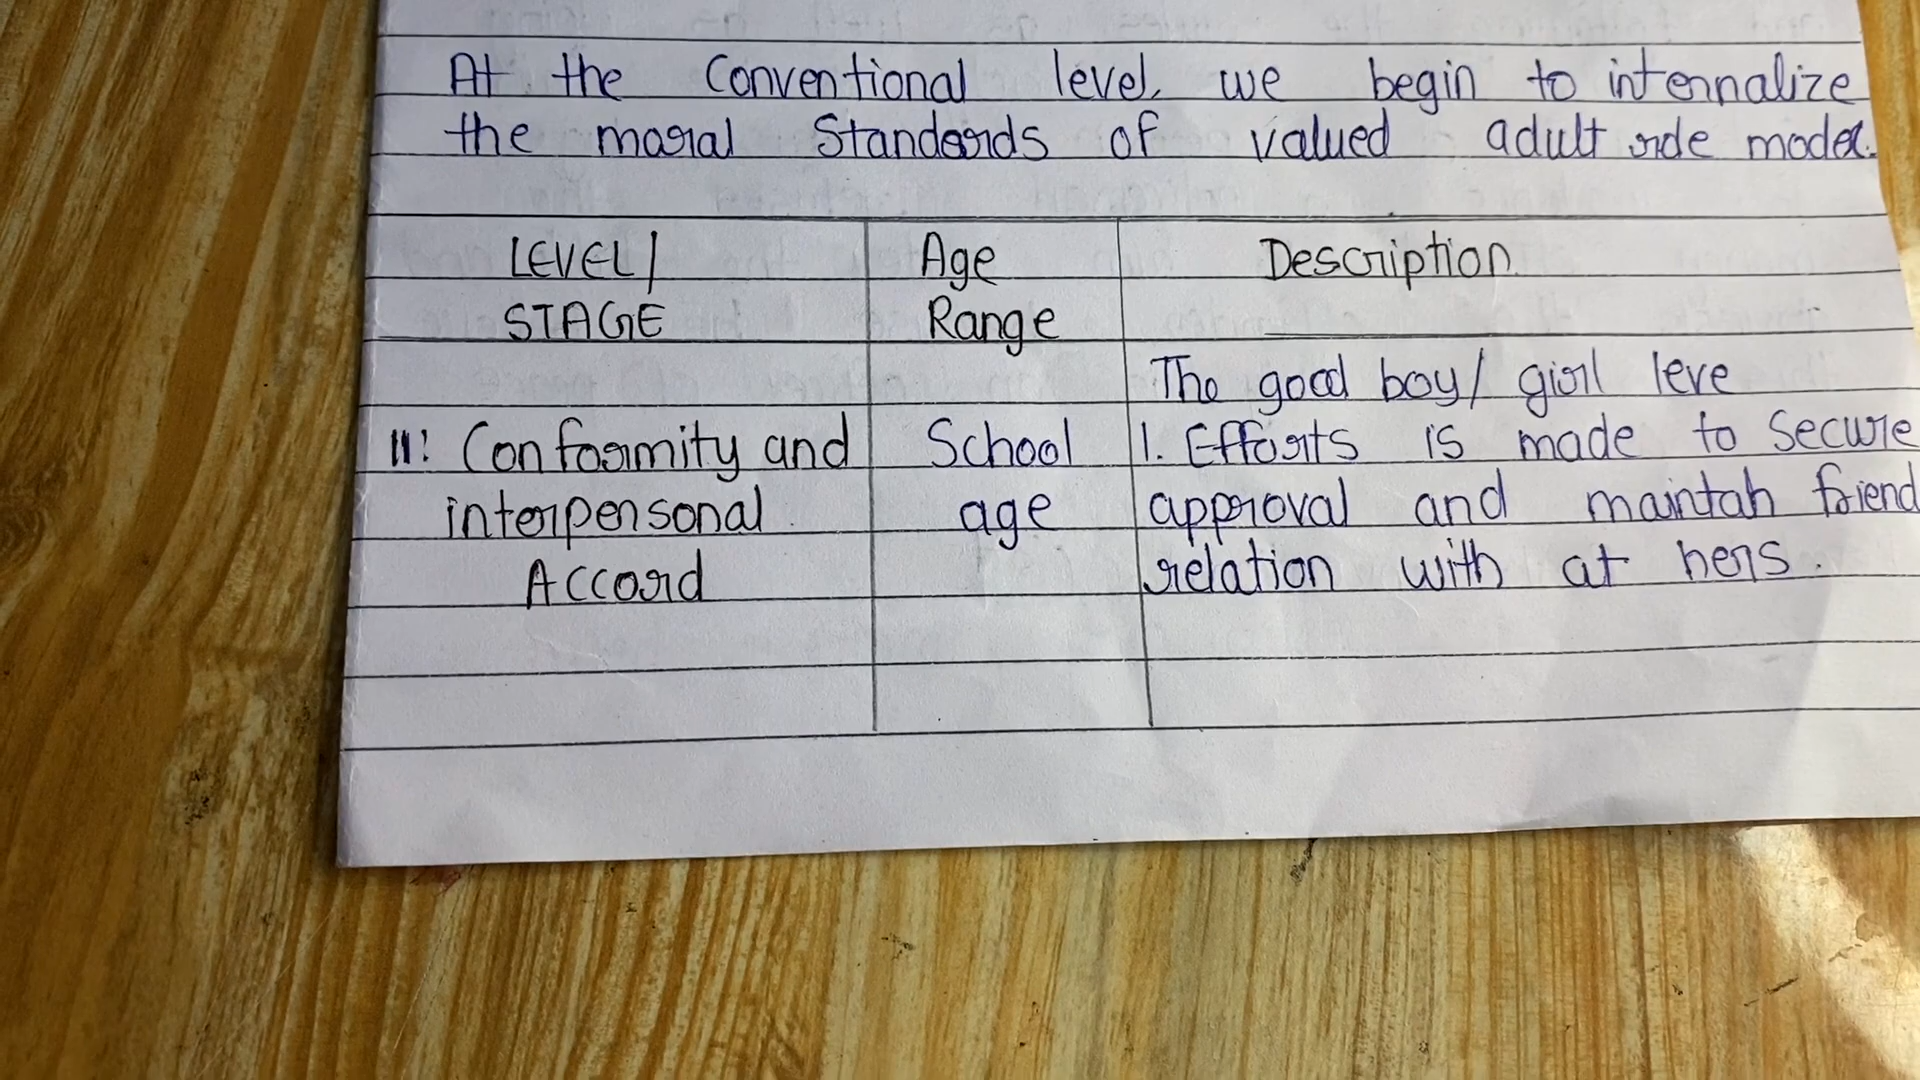 At the Conventional level, we begin to internalize
the moral Standards of valued adult role model.
LEVEL/ Age Description
STAGE Range
The good boy/ girl leve
II: Conformity and School 1. Efforts is made to Secure
interpersonal age approval and maintah friend
Accord relation with at hers.